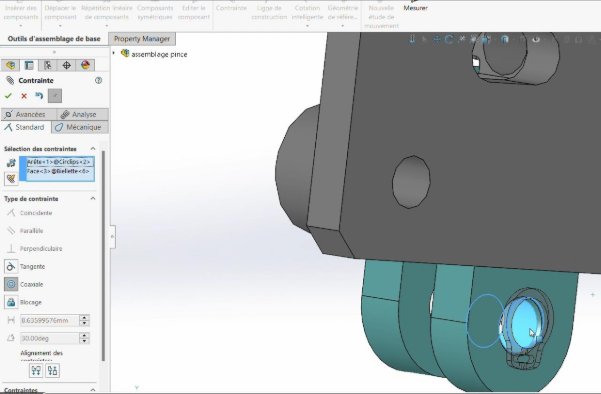 Insérer des composants
Déplacer le composant
Répétition linéaire de composants
Composants symétriques
Editer le composant
Contrainte
Ligne de construction
Cotation intelligente
Géométrie de référe...
Nouvelle étude de mouvement
Mesurer
Outils d'assemblage de base
Property Manager
assemblage pince
Contrainte
Avancées
Analyse
Standard
Mécanique
Sélection des contraintes
Arête<1>@Circlips<2>
Face<3>@Biellette<6>
Type de contrainte
Coïncidente
Parallèle
Perpendiculaire
Tangente
Coaxiale
Blocage
8.63599576mm
30.00deg
Alignement des
contraintes:
Contraintes